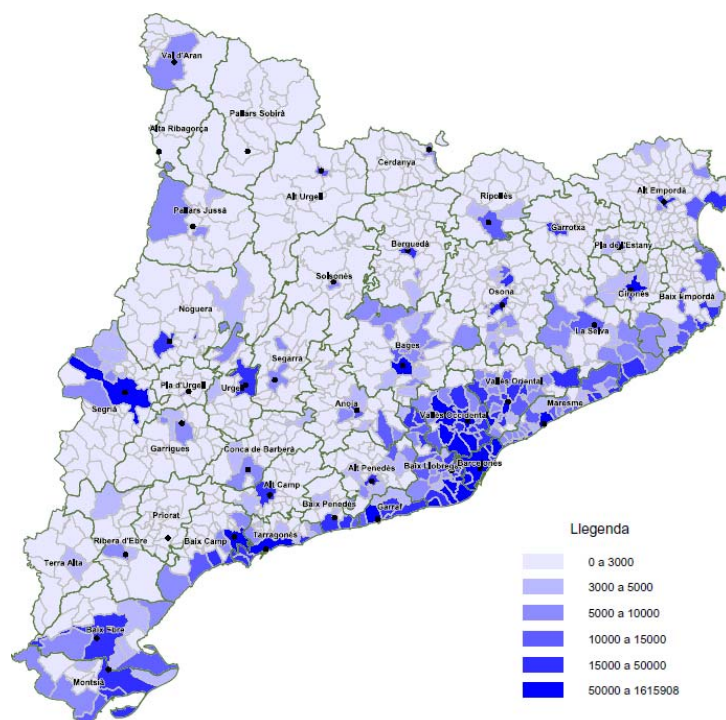 Val d'Aran
Pallars Sobirà
Alta Ribagorça
Cerdanya
Alt Urgell
Ripollès
Alt Empordà
Pallars Jussà
Garrotxa
Pla de l'Estany
Berguedà
Solsonès
Gironès
Osona
Baix Empordà
Noguera
La Selva
Bages
Segarra
Vallès Oriental
Pla d'Urgell
Urgell
Maresme
Anoia
Segrià
Vallès Occidental
Garrigues
Conca de Barberà
Baix Llobregat
Barcelonès
Alt Penedès
Alt Camp
Garraf
Baix Penedès
Priorat
Baix Camp
Tarragonès
Ribera d'Ebre
Terra Alta
Baix Ebre
Montsià
Llegenda
0 a 3000
3000 a 5000
5000 a 10000
10000 a 15000
15000 a 50000
50000 a 1615908